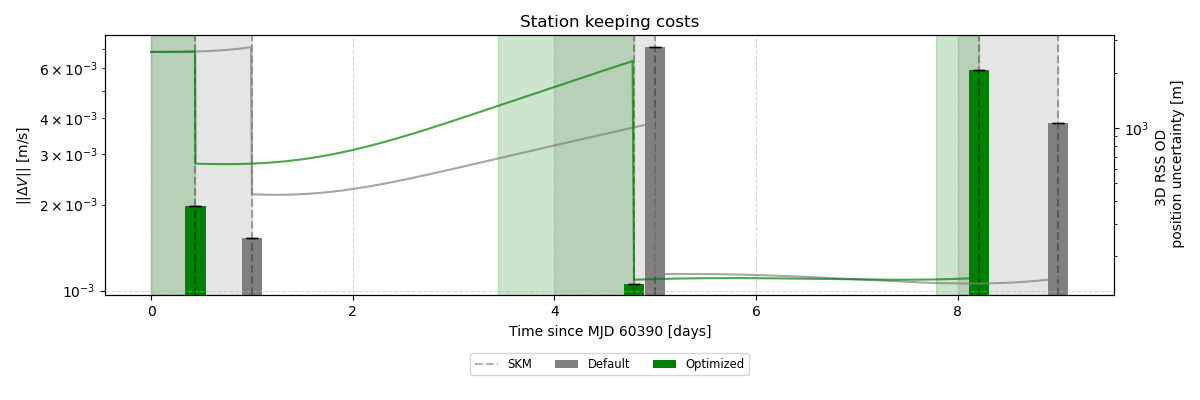 Station keeping costs
||ΔV|| [m/s]
6 × 10⁻³
4 × 10⁻³
3 × 10⁻³
2 × 10⁻³
10⁻³
10³
3D RSS OD
position uncertainty [m]
0 2 4 6 8
Time since MJD 60390 [days]
SKM Default Optimized